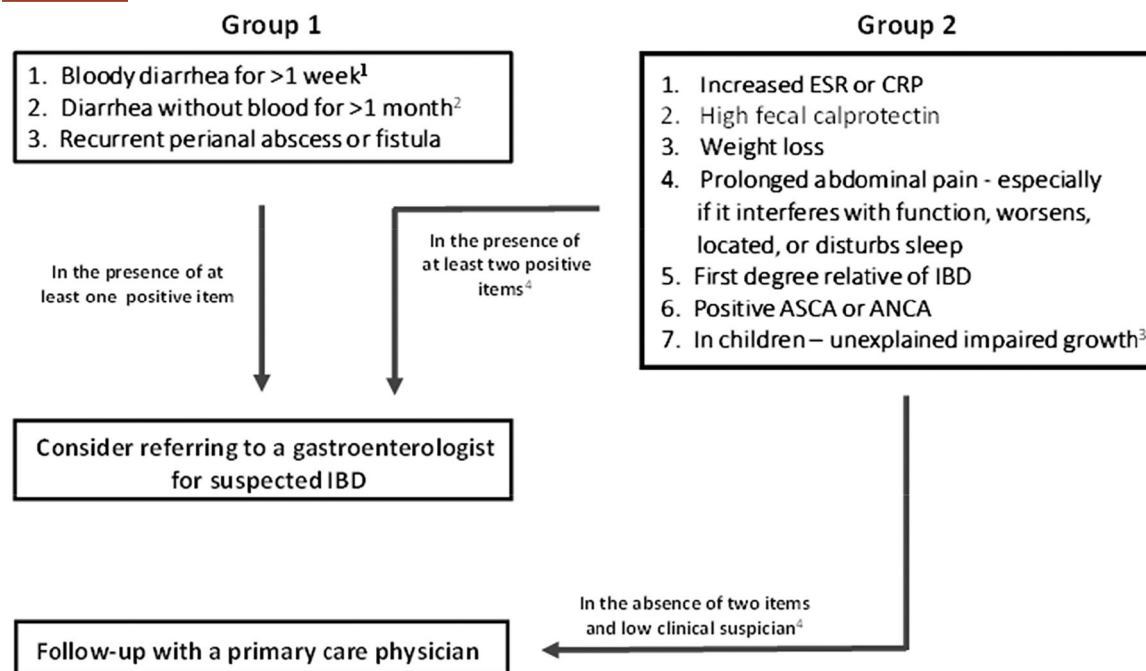 Group 1
1. Bloody diarrhea for >1 week1
2. Diarrhea without blood for >1 month2
3. Recurrent perianal abscess or fistula
Group 2
1. Increased ESR or CRP
2. High fecal calprotectin
3. Weight loss
4. Prolonged abdominal pain - especially
if it interferes with function, worsens,
located, or disturbs sleep
5. First degree relative of IBD
6. Positive ASCA or ANCA
7. In children – unexplained impaired growth3
In the presence of at
least one positive item
In the presence of
at least two positive
items4
Consider referring to a gastroenterologist
for suspected IBD
In the absence of two items
and low clinical suspician4
Follow-up with a primary care physician